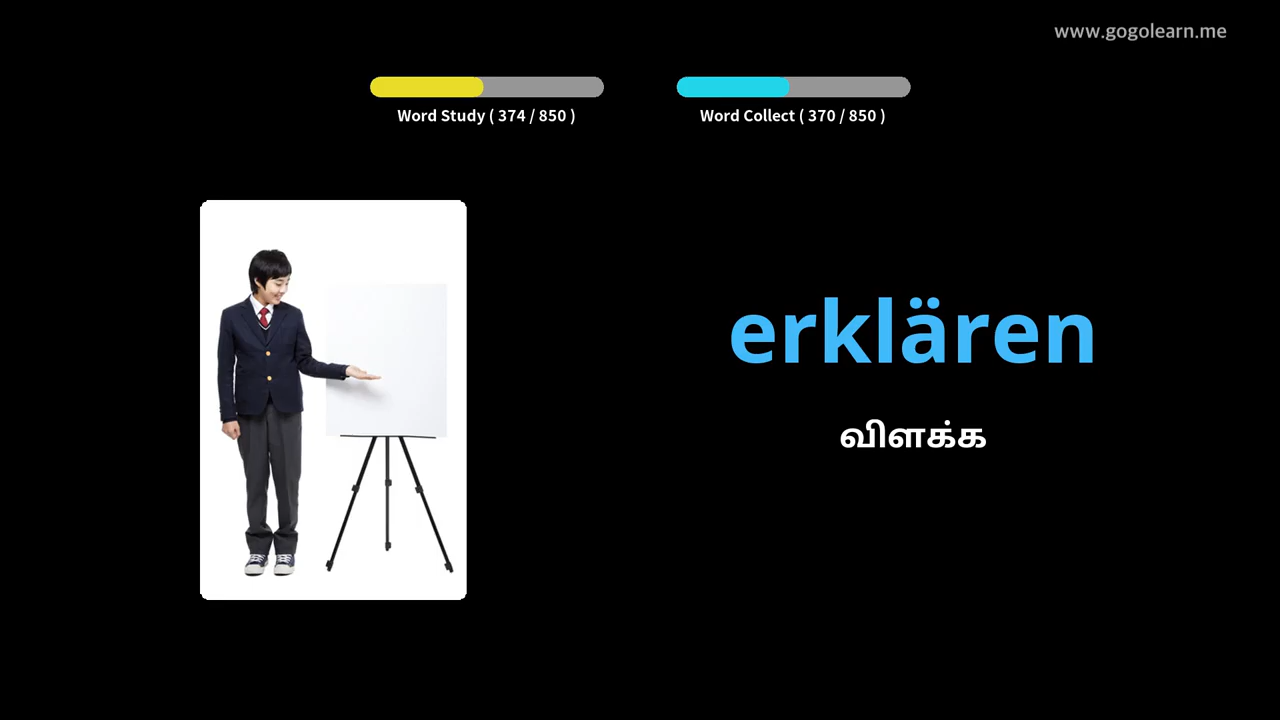 www.gogolearn.me
Word Study ( 374 / 850 )
Word Collect ( 370 / 850 )
erklären
விளக்க